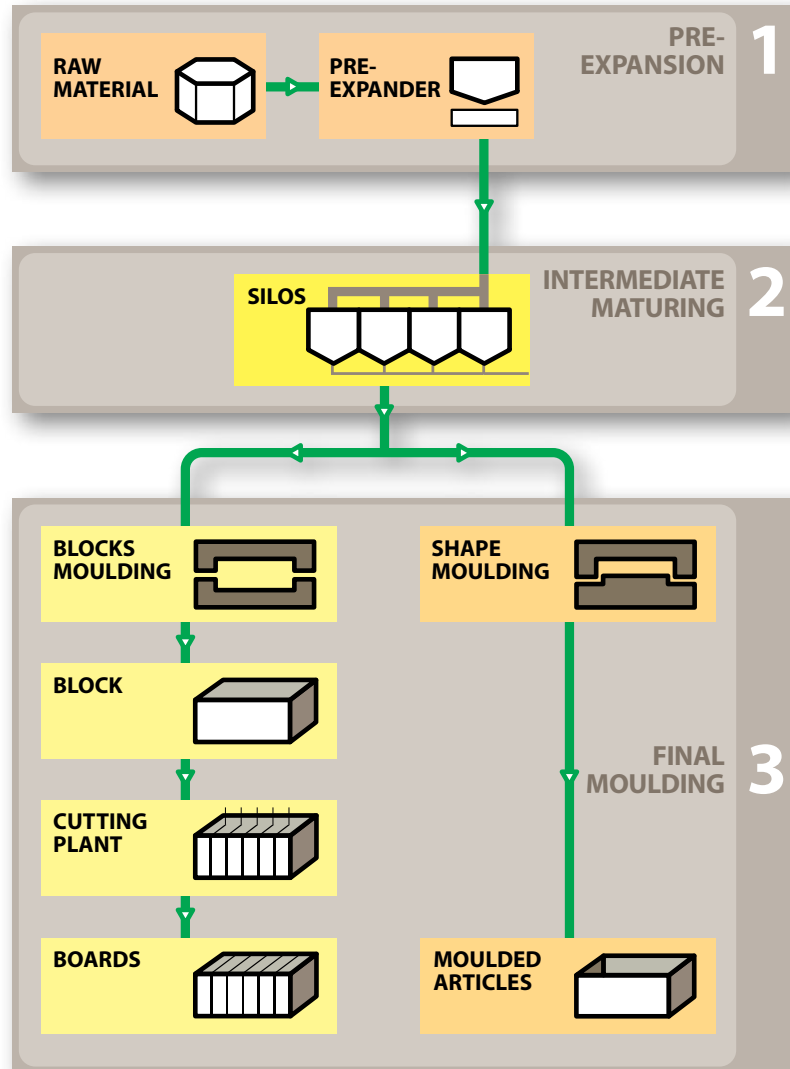 RAW
MATERIAL
PRE-
EXPANDER
PRE-
EXPANSION
1
SILOS
INTERMEDIATE
MATURING
2
BLOCKS
MOULDING
SHAPE
MOULDING
BLOCK
FINAL
MOULDING
3
CUTTING
PLANT
BOARDS
MOULDED
ARTICLES